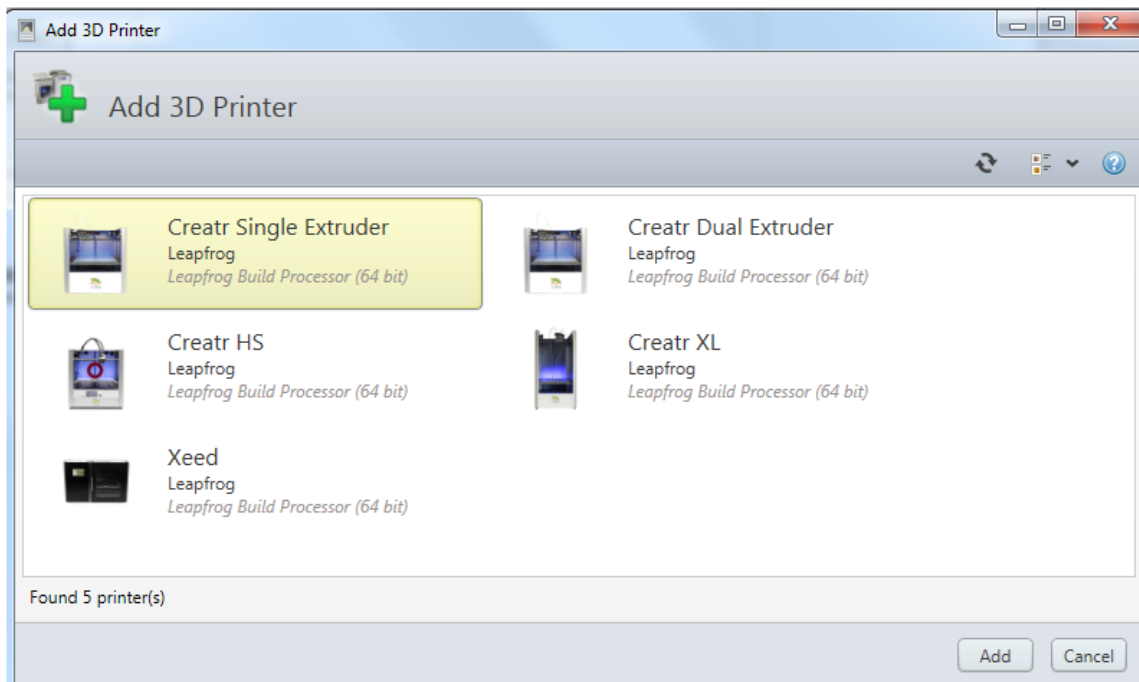 Add 3D Printer
Add 3D Printer
Creatr Single Extruder
Leapfrog
Leapfrog Build Processor (64 bit)
Creatr Dual Extruder
Leapfrog
Leapfrog Build Processor (64 bit)
Creatr HS
Leapfrog
Leapfrog Build Processor (64 bit)
Creatr XL
Leapfrog
Leapfrog Build Processor (64 bit)
Xeed
Leapfrog
Leapfrog Build Processor (64 bit)
Found 5 printer(s)
Add
Cancel